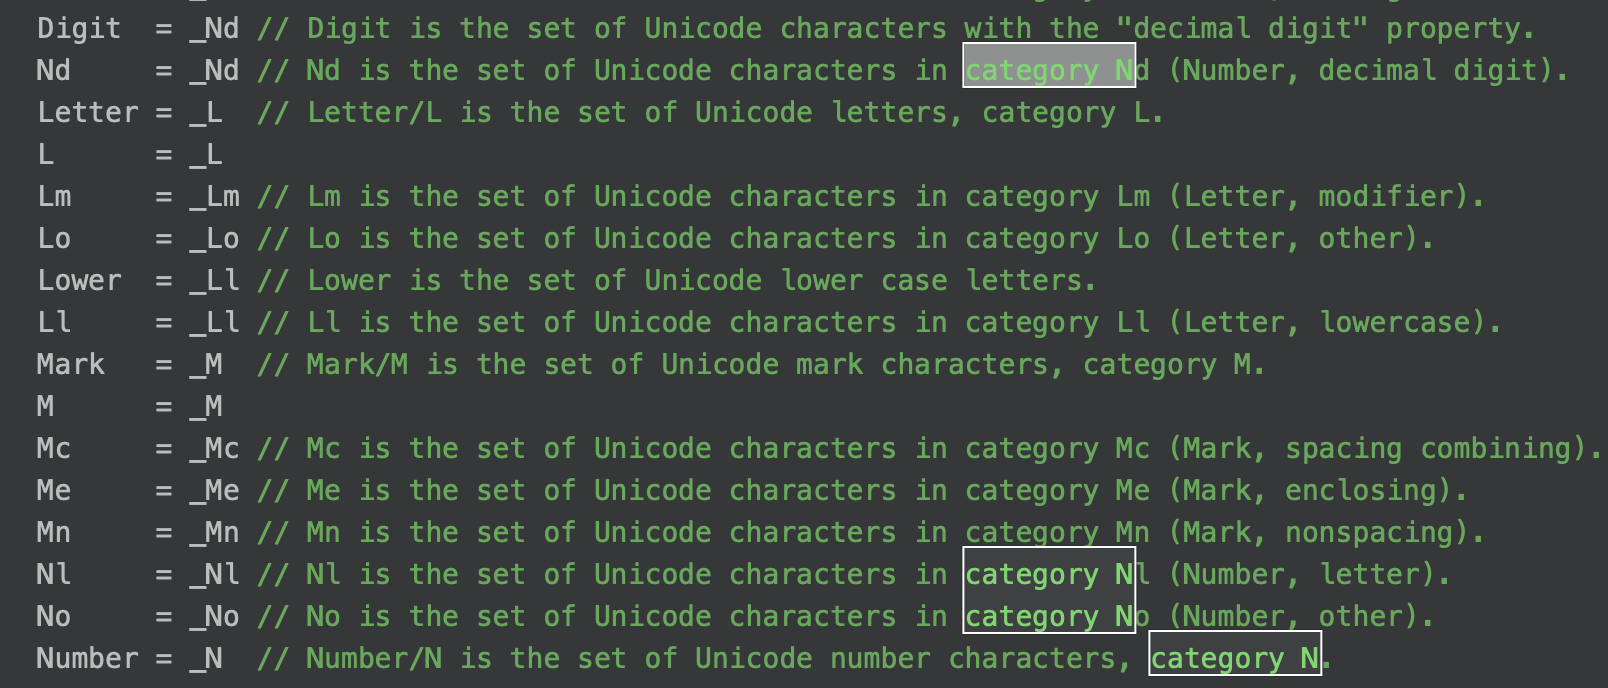 Digit  = _Nd // Digit is the set of Unicode characters with the "decimal digit" property.
Nd     = _Nd // Nd is the set of Unicode characters in category Nd (Number, decimal digit).
Letter = _L  // Letter/L is the set of Unicode letters, category L.
L      = _L
Lm     = _Lm // Lm is the set of Unicode characters in category Lm (Letter, modifier).
Lo     = _Lo // Lo is the set of Unicode characters in category Lo (Letter, other).
Lower  = _Ll // Lower is the set of Unicode lower case letters.
Ll     = _Ll // Ll is the set of Unicode characters in category Ll (Letter, lowercase).
Mark   = _M  // Mark/M is the set of Unicode mark characters, category M.
M      = _M
Mc     = _Mc // Mc is the set of Unicode characters in category Mc (Mark, spacing combining).
Me     = _Me // Me is the set of Unicode characters in category Me (Mark, enclosing).
Mn     = _Mn // Mn is the set of Unicode characters in category Mn (Mark, nonspacing).
Nl     = _Nl // Nl is the set of Unicode characters in category Nl (Number, letter).
No     = _No // No is the set of Unicode characters in category No (Number, other).
Number = _N  // Number/N is the set of Unicode number characters, category N.